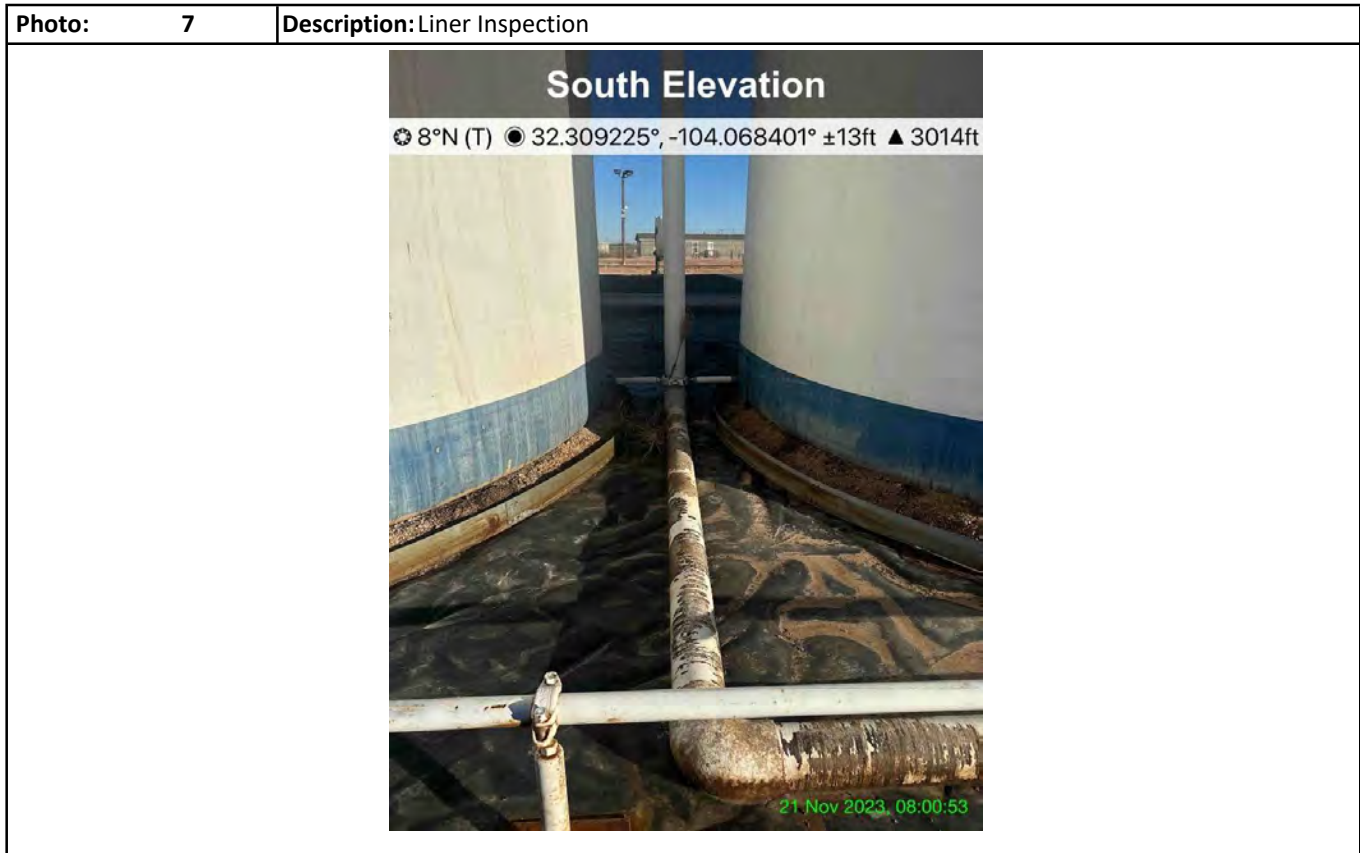 Photo: 7 Description: Liner Inspection
South Elevation
8°N (T) 32.309225°, -104.068401° ±13ft ▲ 3014ft
21 Nov 2023, 08:00:53